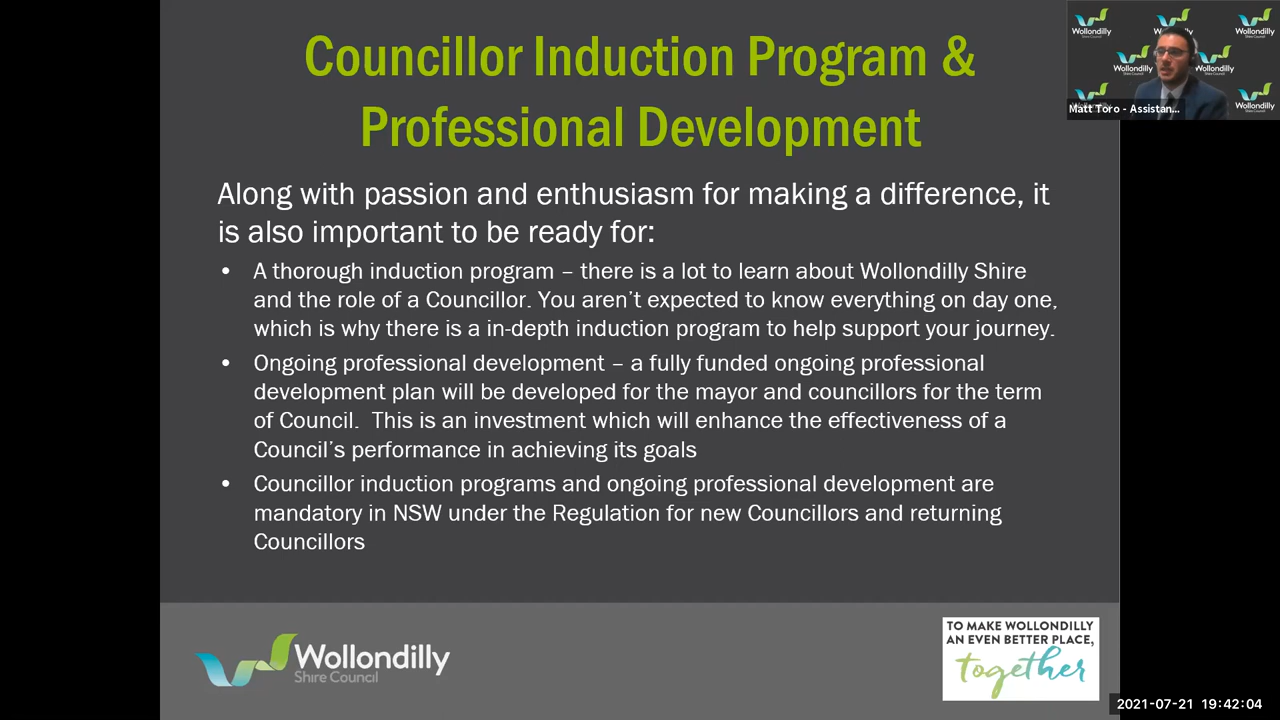 Councillor Induction Program &
Professional Development
Along with passion and enthusiasm for making a difference, it
is also important to be ready for:
• A thorough induction program – there is a lot to learn about Wollondilly Shire
and the role of a Councillor. You aren't expected to know everything on day one,
which is why there is a in-depth induction program to help support your journey.
• Ongoing professional development – a fully funded ongoing professional
development plan will be developed for the mayor and councillors for the term
of Council.  This is an investment which will enhance the effectiveness of a
Council's performance in achieving its goals
• Councillor induction programs and ongoing professional development are
mandatory in NSW under the Regulation for new Councillors and returning
Councillors
Wollondilly
Shire Council
TO MAKE WOLLONDILLY
AN EVEN BETTER PLACE,
together
Wollondilly
Wollondilly
Wollondilly
Wollondilly
Wollondilly
Wollondilly
Matt Toro - Assistan...
2021-07-21 19:42:04